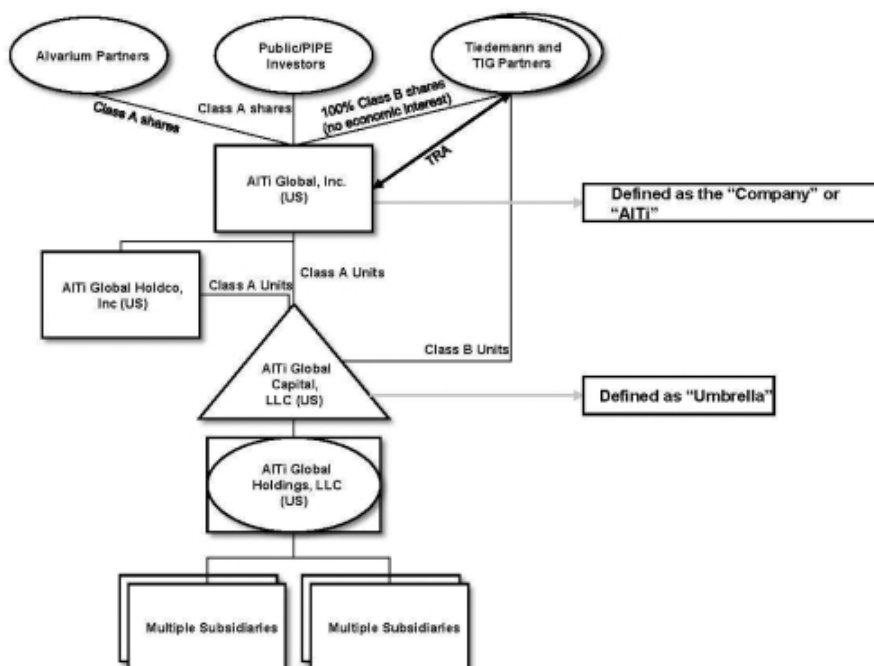 Alvarium Partners
Public/PIPE
Investors
Tiedemann and
TIG Partners
Class A shares
Class A shares
100% Class B shares
(no economic interest)
TRA
AlTi Global, Inc.
(US)
Defined as the “Company” or
“AlTi”
AlTi Global Holdco,
Inc (US)
Class A Units
Class A Units
Class B Units
AlTi Global
Capital,
LLC (US)
Defined as “Umbrella”
AlTi Global
Holdings, LLC
(US)
Multiple Subsidiaries
Multiple Subsidiaries